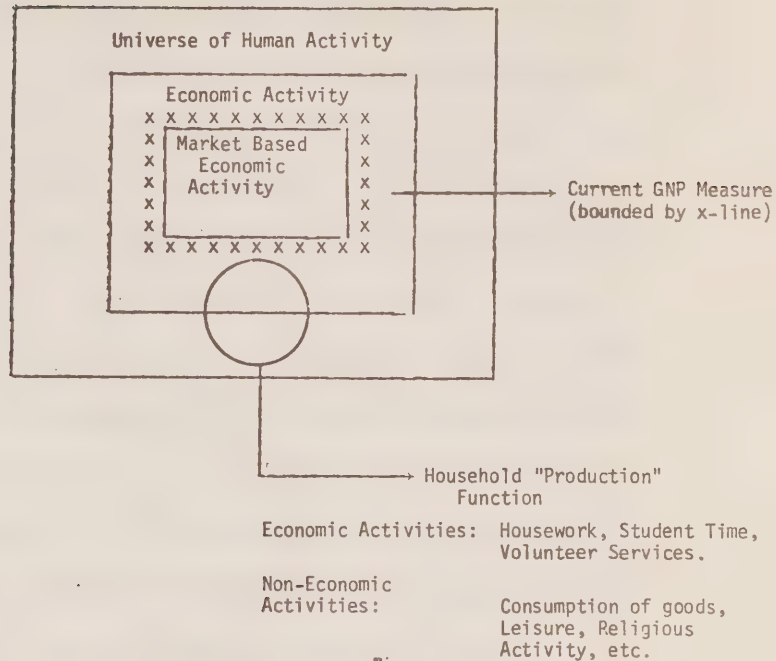 Universe of Human Activity
Economic Activity
x x x x x x x x x x x
x x
x x
x x
x x
x x
x x x x x x x x x x x
Market Based
Economic
Activity
Current GNP Measure
(bounded by x-line)
Household "Production"
Function
Economic Activities: Housework, Student Time,
Volunteer Services.
Non-Economic
Activities: Consumption of goods,
Leisure, Religious
Activity, etc.